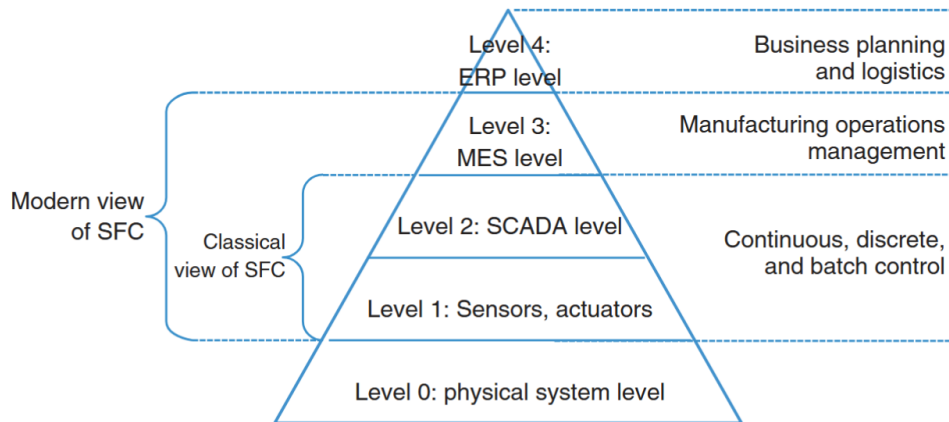 Level 4:
ERP level
Business planning
and logistics
Level 3:
MES level
Manufacturing operations
management
Modern view
of SFC
Classical
view of SFC
Level 2: SCADA level
Continuous, discrete,
and batch control
Level 1: Sensors, actuators
Level 0: physical system level